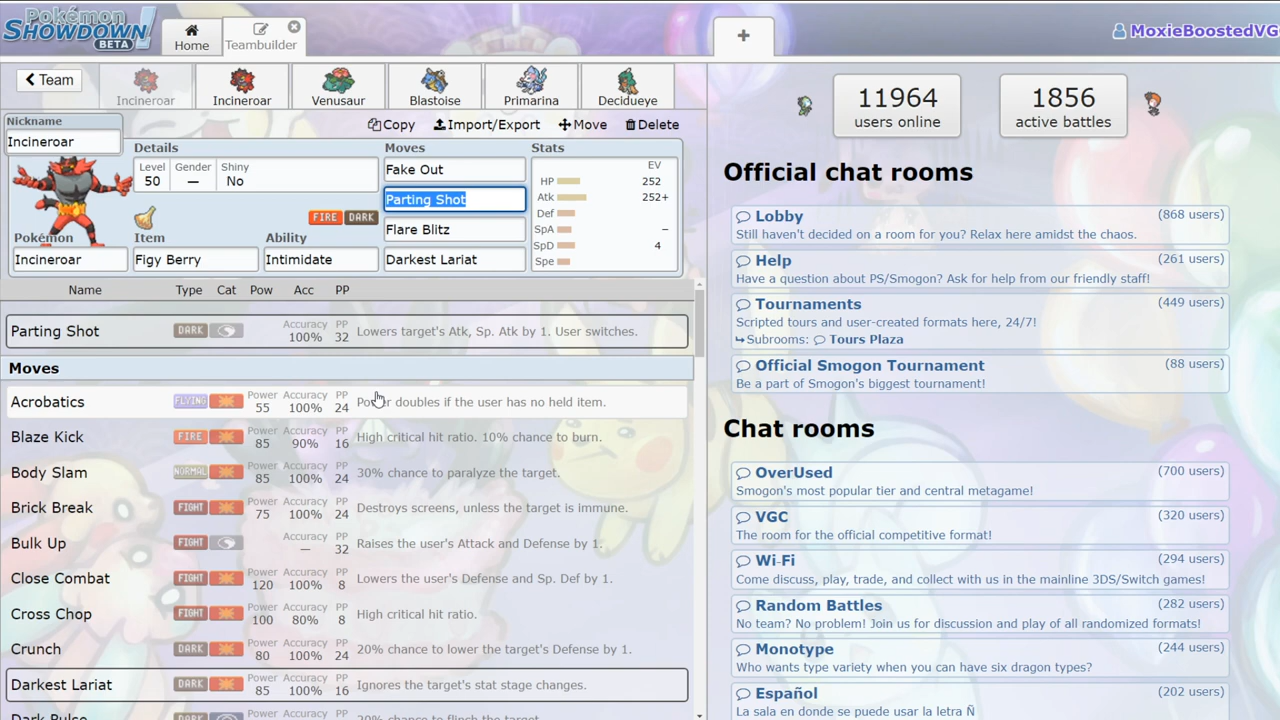 Pokémon
SHOWDOWN!
BETA
Home
Teambuilder
+
MoxieBoostedVG
Team
Incineroar
Incineroar
Venusaur
Blastoise
Primarina
Decidueye
Copy
Import/Export
Move
Delete
Nickname
Incineroar
Details
Level
50
Gender
—
Shiny
No
FIRE
DARK
Pokémon
Incineroar
Item
Figy Berry
Ability
Intimidate
Moves
Fake Out
Parting Shot
Flare Blitz
Darkest Lariat
Stats
EV
HP 252
Atk 252+
Def
SpA –
SpD 4
Spe
Name Type Cat Pow Acc PP
Parting Shot DARK Accuracy 100% PP 32 Lowers target's Atk, Sp. Atk by 1. User switches.
Moves
Acrobatics FLYING Power 55 Accuracy 100% PP 24 Power doubles if the user has no held item.
Blaze Kick FIRE Power 85 Accuracy 90% PP 16 High critical hit ratio. 10% chance to burn.
Body Slam NORMAL Power 85 Accuracy 100% PP 24 30% chance to paralyze the target.
Brick Break FIGHT Power 75 Accuracy 100% PP 24 Destroys screens, unless the target is immune.
Bulk Up FIGHT Accuracy — PP 32 Raises the user's Attack and Defense by 1.
Close Combat FIGHT Power 120 Accuracy 100% PP 8 Lowers the user's Defense and Sp. Def by 1.
Cross Chop FIGHT Power 100 Accuracy 80% PP 8 High critical hit ratio.
Crunch DARK Power 80 Accuracy 100% PP 24 20% chance to lower the target's Defense by 1.
Darkest Lariat DARK Power 85 Accuracy 100% PP 16 Ignores the target's stat stage changes.
Dark Pulse DARK Power Accuracy PP 20% chance to flinch the target.
11964
users online
1856
active battles
Official chat rooms
Lobby (868 users)
Still haven't decided on a room for you? Relax here amidst the chaos.
Help (261 users)
Have a question about PS/Smogon? Ask for help from our friendly staff!
Tournaments (449 users)
Scripted tours and user-created formats here, 24/7!
Subrooms: Tours Plaza
Official Smogon Tournament (88 users)
Be a part of Smogon's biggest tournament!
Chat rooms
OverUsed (700 users)
Smogon's most popular tier and central metagame!
VGC (320 users)
The room for the official competitive format!
Wi-Fi (294 users)
Come discuss, play, trade, and collect with us in the mainline 3DS/Switch games!
Random Battles (282 users)
No team? No problem! Join us for discussion and play of all randomized formats!
Monotype (244 users)
Who wants type variety when you can have six dragon types?
Español (202 users)
La sala en donde se puede usar la letra Ñ